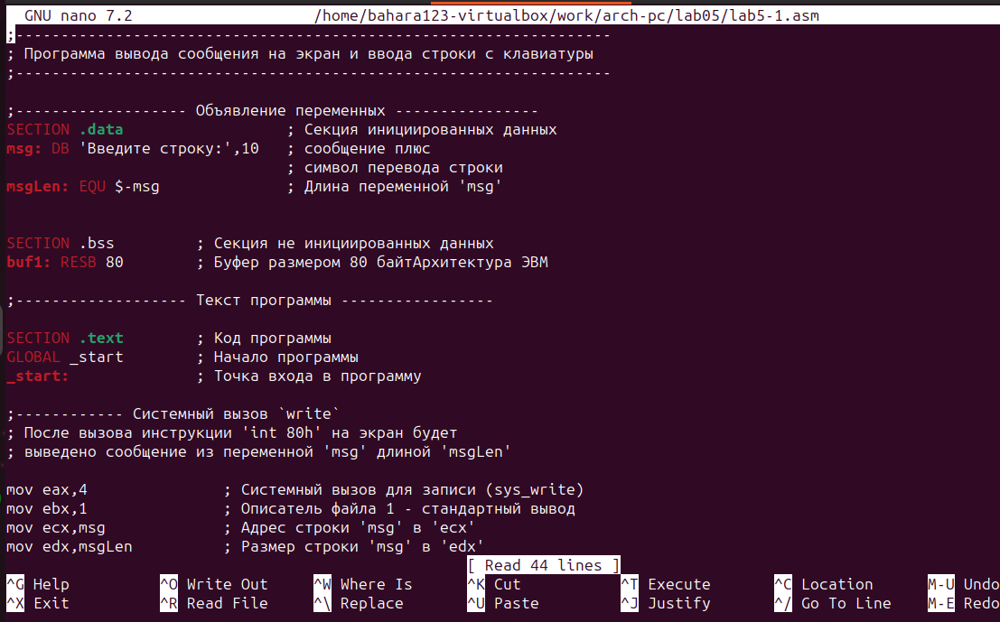 GNU nano 7.2 /home/bahara123-virtualbox/work/arch-pc/lab05/lab5-1.asm
;------------------------------------------------------------------
; Программа вывода сообщения на экран и ввода строки с клавиатуры
;------------------------------------------------------------------
;------------------- Объявление переменных ----------------
SECTION .data ; Секция инициированных данных
msg: DB 'Введите строку:',10 ; сообщение плюс
; символ перевода строки
msgLen: EQU $-msg ; Длина переменной 'msg'
SECTION .bss ; Секция не инициированных данных
buf1: RESB 80 ; Буфер размером 80 байтАрхитектура ЭВМ
;------------------- Текст программы -----------------
SECTION .text ; Код программы
GLOBAL _start ; Начало программы
_start: ; Точка входа в программу
;------------ Системный вызов `write`
; После вызова инструкции 'int 80h' на экран будет
; выведено сообщение из переменной 'msg' длиной 'msgLen'
mov eax,4 ; Системный вызов для записи (sys_write)
mov ebx,1 ; Описатель файла 1 - стандартный вывод
mov ecx,msg ; Адрес строки 'msg' в 'ecx'
mov edx,msgLen ; Размер строки 'msg' в 'edx'
[ Read 44 lines ]
^G Help ^O Write Out ^W Where Is ^K Cut ^T Execute ^C Location M-U Undo
^X Exit ^R Read File ^\ Replace ^U Paste ^J Justify ^/ Go To Line M-E Redo